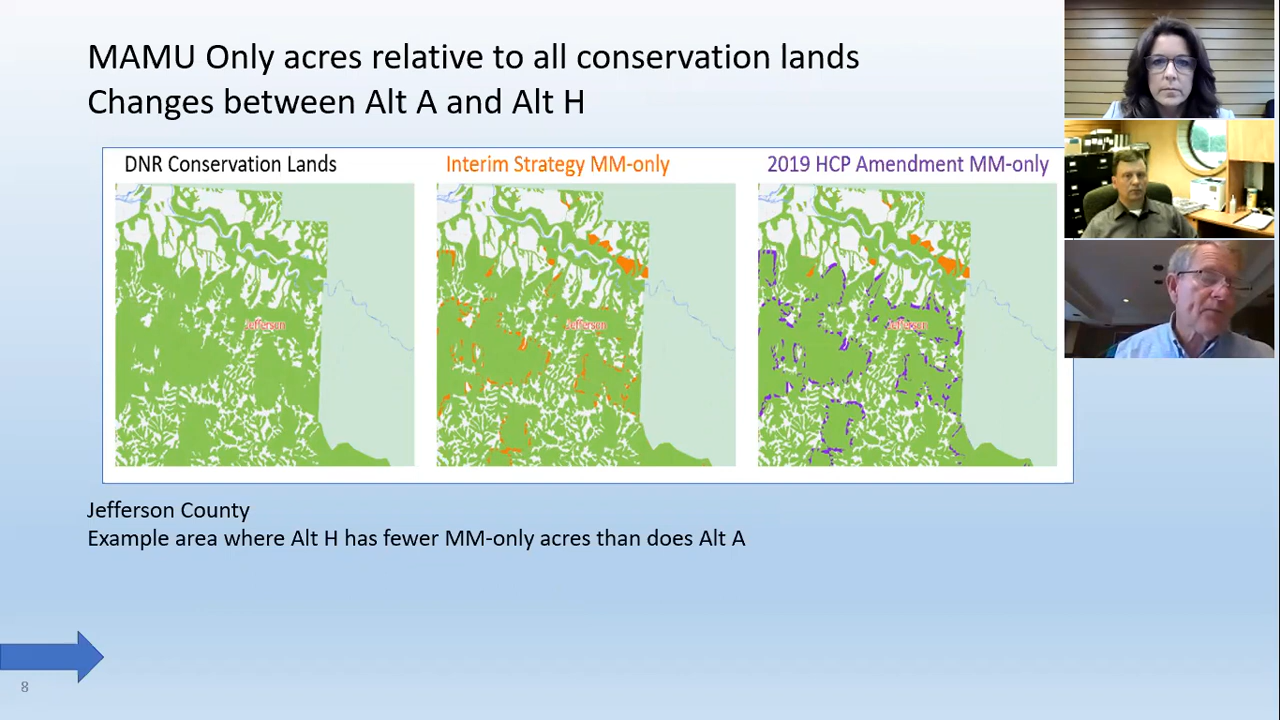 MAMU Only acres relative to all conservation lands
Changes between Alt A and Alt H
DNR Conservation Lands
Interim Strategy MM-only
2019 HCP Amendment MM-only
Jefferson
Jefferson
Jefferson
Jefferson County
Example area where Alt H has fewer MM-only acres than does Alt A
8